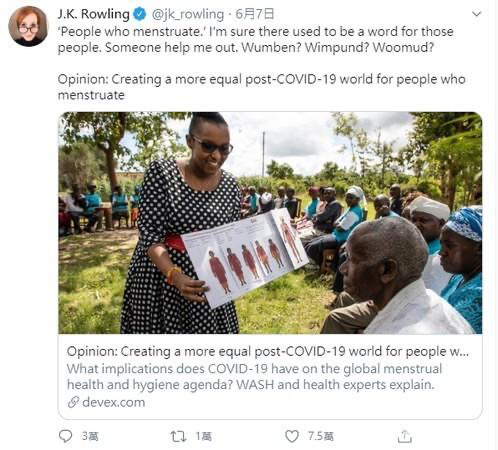 J.K. Rowling @jk_rowling · 6月7日
‘People who menstruate.’ I’m sure there used to be a word for those
people. Someone help me out. Wumben? Wimpund? Woomud?
Opinion: Creating a more equal post-COVID-19 world for people who
menstruate
Opinion: Creating a more equal post-COVID-19 world for people w...
What implications does COVID-19 have on the global menstrual
health and hygiene agenda? WASH and health experts explain.
devex.com
3萬 1萬 7.5萬